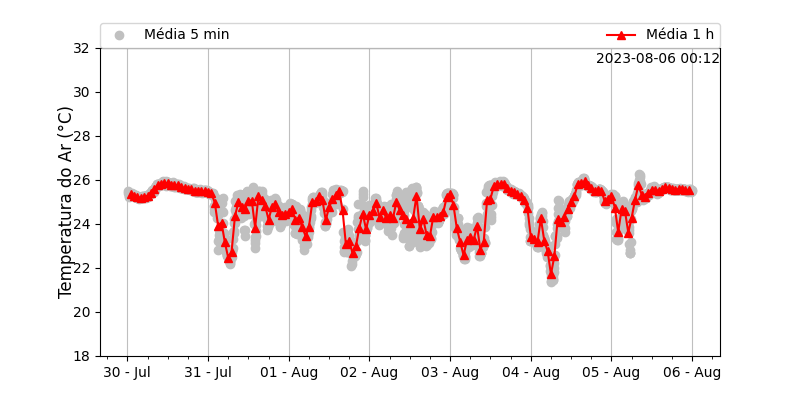 Média 5 min
Média 1 h
2023-08-06 00:12
Temperatura do Ar (°C)
32
30
28
26
24
22
20
18
30 - Jul
31 - Jul
01 - Aug
02 - Aug
03 - Aug
04 - Aug
05 - Aug
06 - Aug